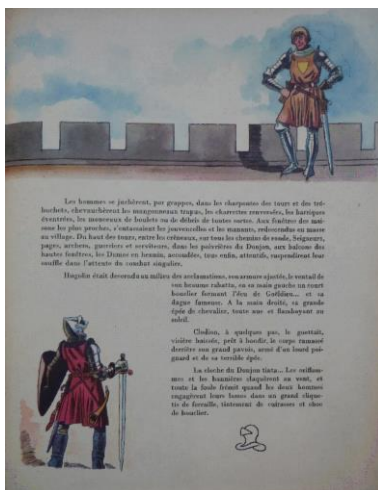 Les hommes se juchèrent, par grappes, dans les charpentes des tours et des tré-
buchets, chevauchèrent les mangonneaux trapus, les charrettes renversées, les barriques
éventrées, les monceaux de boulets ou de débris de toutes sortes. Aux fenêtres des mai-
sons les plus proches, s'entassaient les jouvencelles et les manants, redescendus en masse
au village. Du haut des tours, entre les créneaux, sur tous les chemins de ronde, Seigneurs,
pages, archers, guerriers et serviteurs, dans les poivrières du Donjon, aux balcons des
hautes fenêtres, les Dames en hennin, accoudées, tous enfin, attentifs, suspendirent leur
souffle dans l'attente du combat singulier.
Hugolin était descendu au milieu des acclamations, son armure ajustée, le ventail de
son heaume rabattu, en sa main gauche un court
bouclier formant l'écu de ... et sa
dague fameuse. A la main droite, sa grande
épée de chevalier, toute nue et flamboyant au
soleil.
Clodion, à quelques pas, le guettait,
visière baissée, prêt à bondir, le corps ramassé
derrière son grand pavois, armé d'un lourd poi-
gnard et de sa terrible épée.
La cloche du Donjon tinta... Les oriflam-
mes et les bannières claquèrent au vent, et
toute la foule frémit quand les deux hommes
engagèrent leurs lames dans un grand clique-
tis de ferraille, tintement de cuirasses et choc
de bouclier.